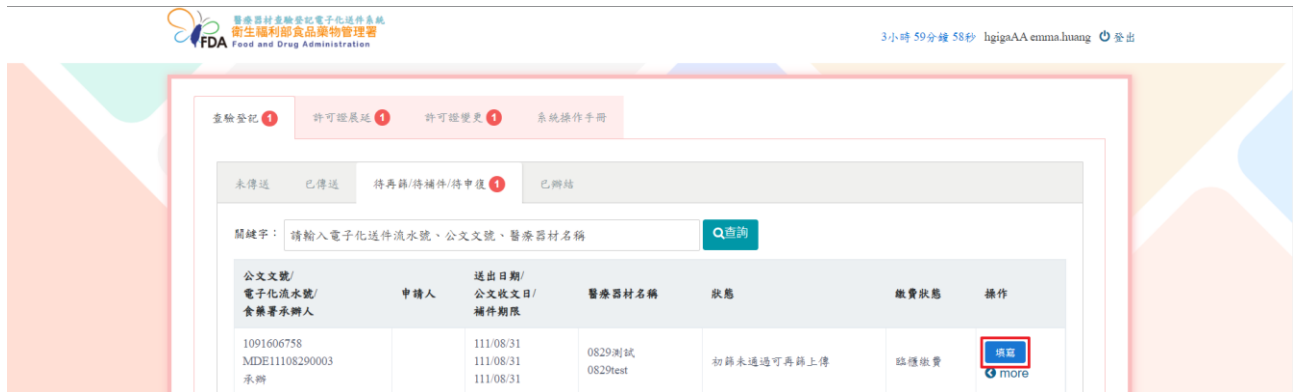 醫療器材查驗登記電子化送件系統
衛生福利部食品藥物管理署
FDA Food and Drug Administration
3小時 59分鐘 58秒 hgigaAA emma.huang 登出
查驗登記 1 許可證展延 1 許可證變更 1 系統操作手冊
未傳送 已傳送 待再篩/待補件/待申復 1 已辦結
關鍵字： 請輸入電子化送件流水號、公文文號、醫療器材名稱 查詢
公文文號/ 送出日期/
電子化流水號/ 申請人 公文收文日/ 醫療器材名稱 狀態 繳費狀態 操作
食藥署承辦人 補件期限
1091606758 111/08/31 0829測試 填寫
MDE11108290003 111/08/31 初篩未通過可再篩上傳 臨櫃繳費
承辦 111/08/31 0829test more